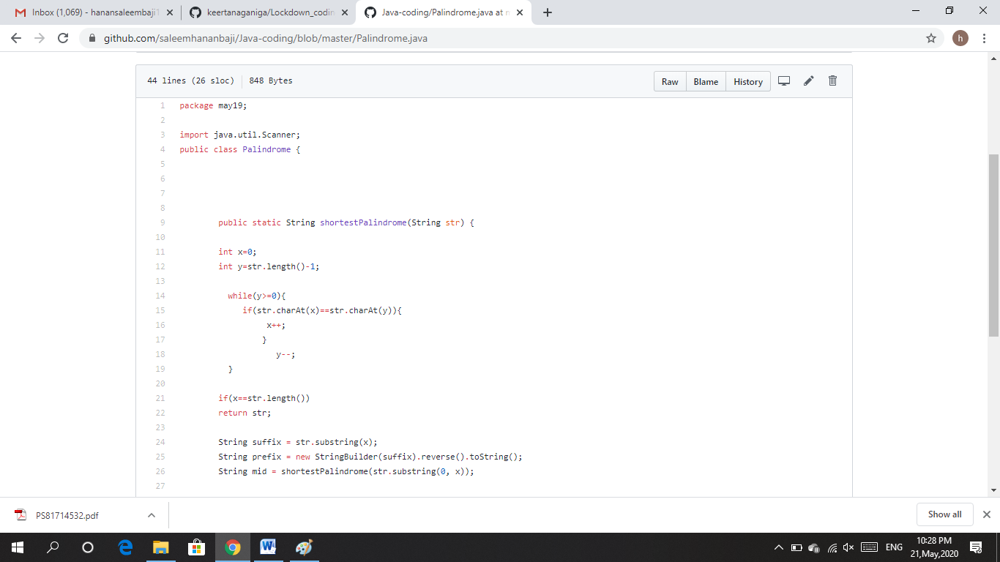 Inbox (1,069) - hanansaleembaji1
keertanaganiga/Lockdown_codin
Java-coding/Palindrome.java at m
github.com/saleemhananbaji/Java-coding/blob/master/Palindrome.java
h
44 lines (26 sloc) 848 Bytes
Raw Blame History
1 package may19;
2
3 import java.util.Scanner;
4 public class Palindrome {
5
6
7
8
9 public static String shortestPalindrome(String str) {
10
11 int x=0;
12 int y=str.length()-1;
13
14 while(y>=0){
15 if(str.charAt(x)==str.charAt(y)){
16 x++;
17 }
18 y--;
19 }
20
21 if(x==str.length())
22 return str;
23
24 String suffix = str.substring(x);
25 String prefix = new StringBuilder(suffix).reverse().toString();
26 String mid = shortestPalindrome(str.substring(0, x));
27
PS81714532.pdf
Show all
ENG
10:28 PM
21,May,2020